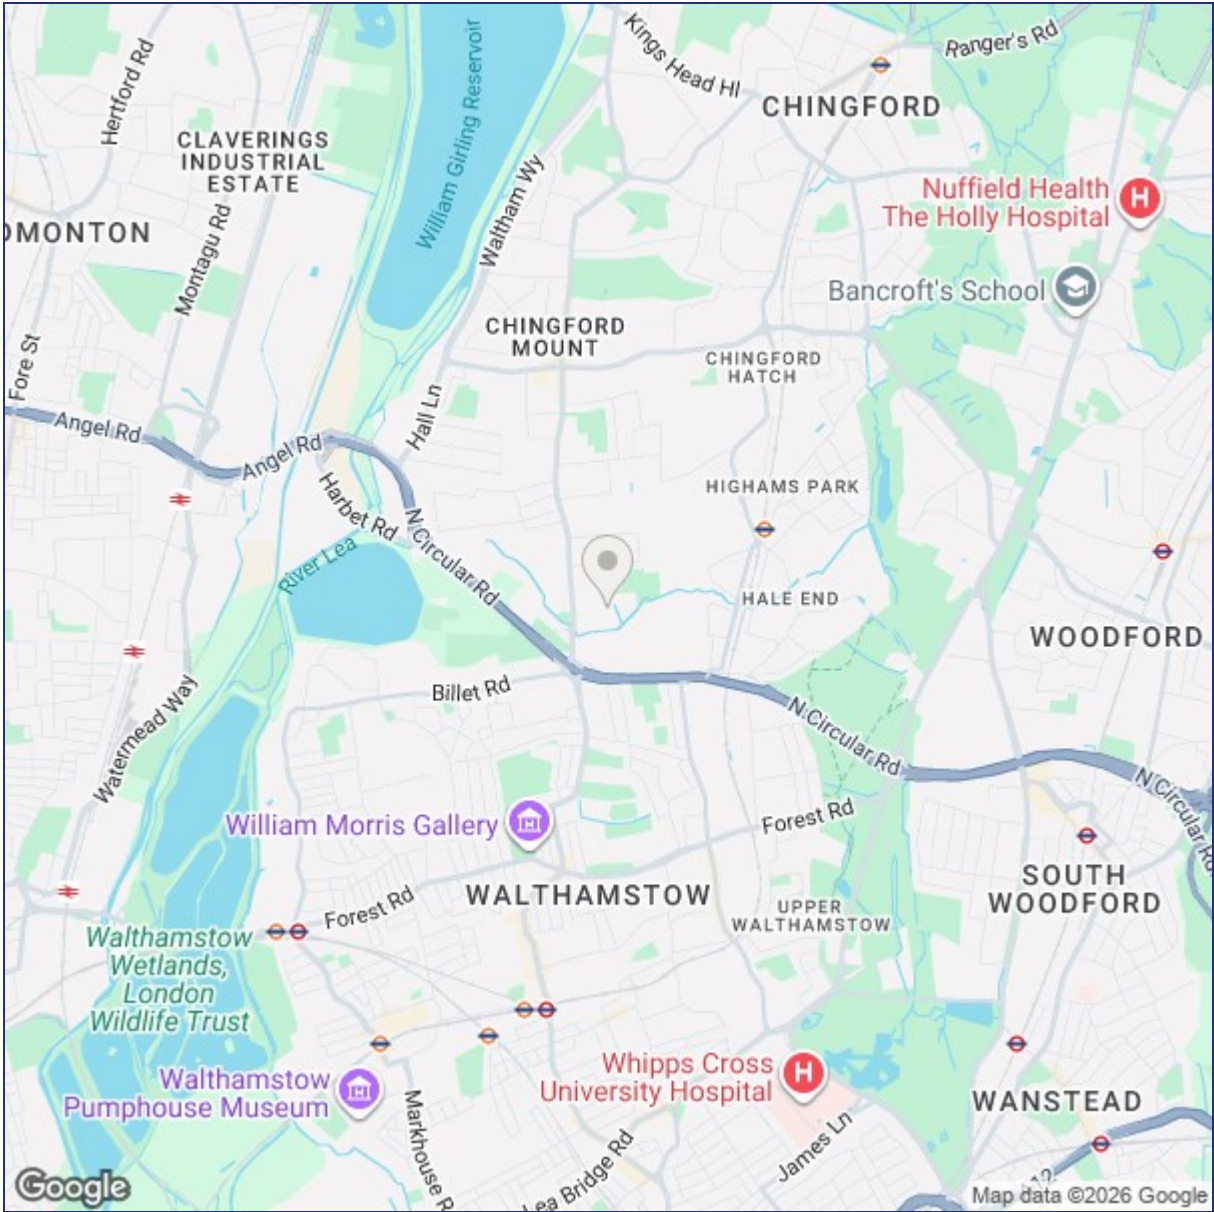 Kings Head Hl
Ranger's Rd
Hertford Rd
William Girling Reservoir
CHINGFORD
CLAVERINGS
INDUSTRIAL
ESTATE
Nuffield Health
The Holly Hospital
Waltham Wy
DMONTON
Montagu Rd
Bancroft's School
CHINGFORD
MOUNT
CHINGFORD
HATCH
Fore St
Hall Ln
Angel Rd
Angel Rd
HIGHAMS PARK
Harbet Rd
N Circular Rd
River Lea
HALE END
WOODFORD
Billet Rd
Watermead Way
N Circular Rd
N Circular Rd
William Morris Gallery
Forest Rd
SOUTH
WOODFORD
WALTHAMSTOW
Forest Rd
UPPER
WALTHAMSTOW
Walthamstow
Wetlands,
London
Wildlife Trust
Whipps Cross
University Hospital
Walthamstow
Pumphouse Museum
WANSTEAD
Markhouse R
James Ln
Lea Bridge Rd
12
Google
Map data ©2026 Google